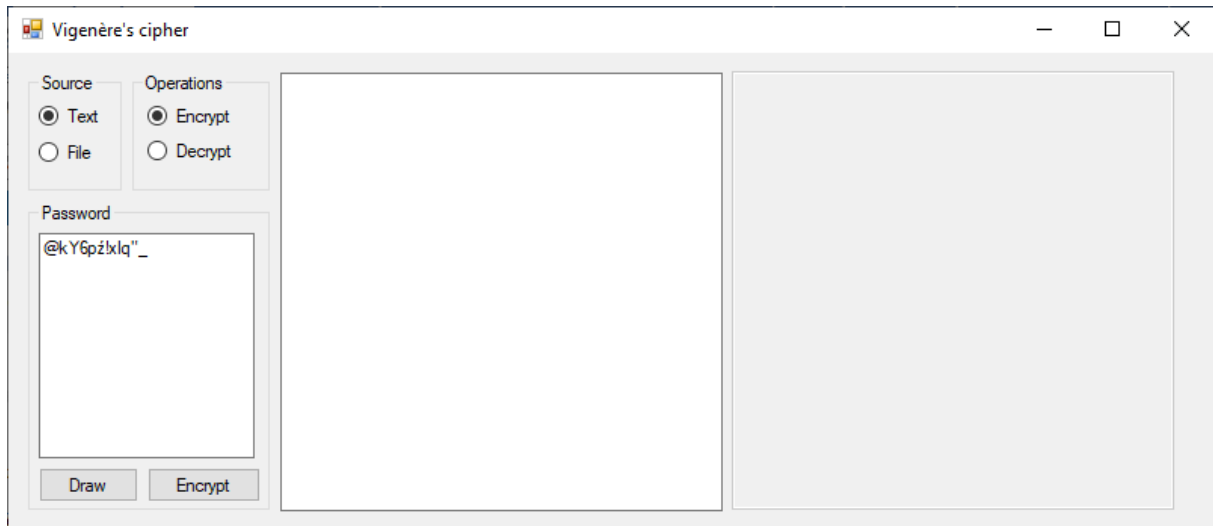 Vigenère's cipher
Source
Operations
Text
Encrypt
File
Decrypt
Password
@kY6pź!xlq"_
Draw
Encrypt